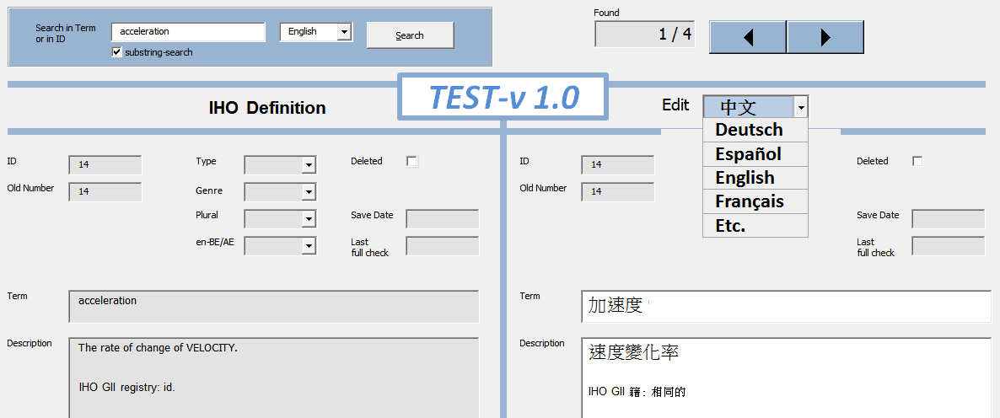 Search in Term
or in ID
acceleration
English
Search
substring-search
Found
1 / 4
TEST-v 1.0
IHO Definition
Edit
中文
Deutsch
Español
English
Français
Etc.
ID
14
Type
Deleted
Old Number
14
Genre
Plural
Save Date
en-BE/AE
Last
full check
Term
acceleration
Description
The rate of change of VELOCITY.
IHO GII registry: id.
ID
14
Deleted
Old Number
14
Save Date
Last
full check
Term
加速度
Description
速度變化率
IHO GII 籍：相同的